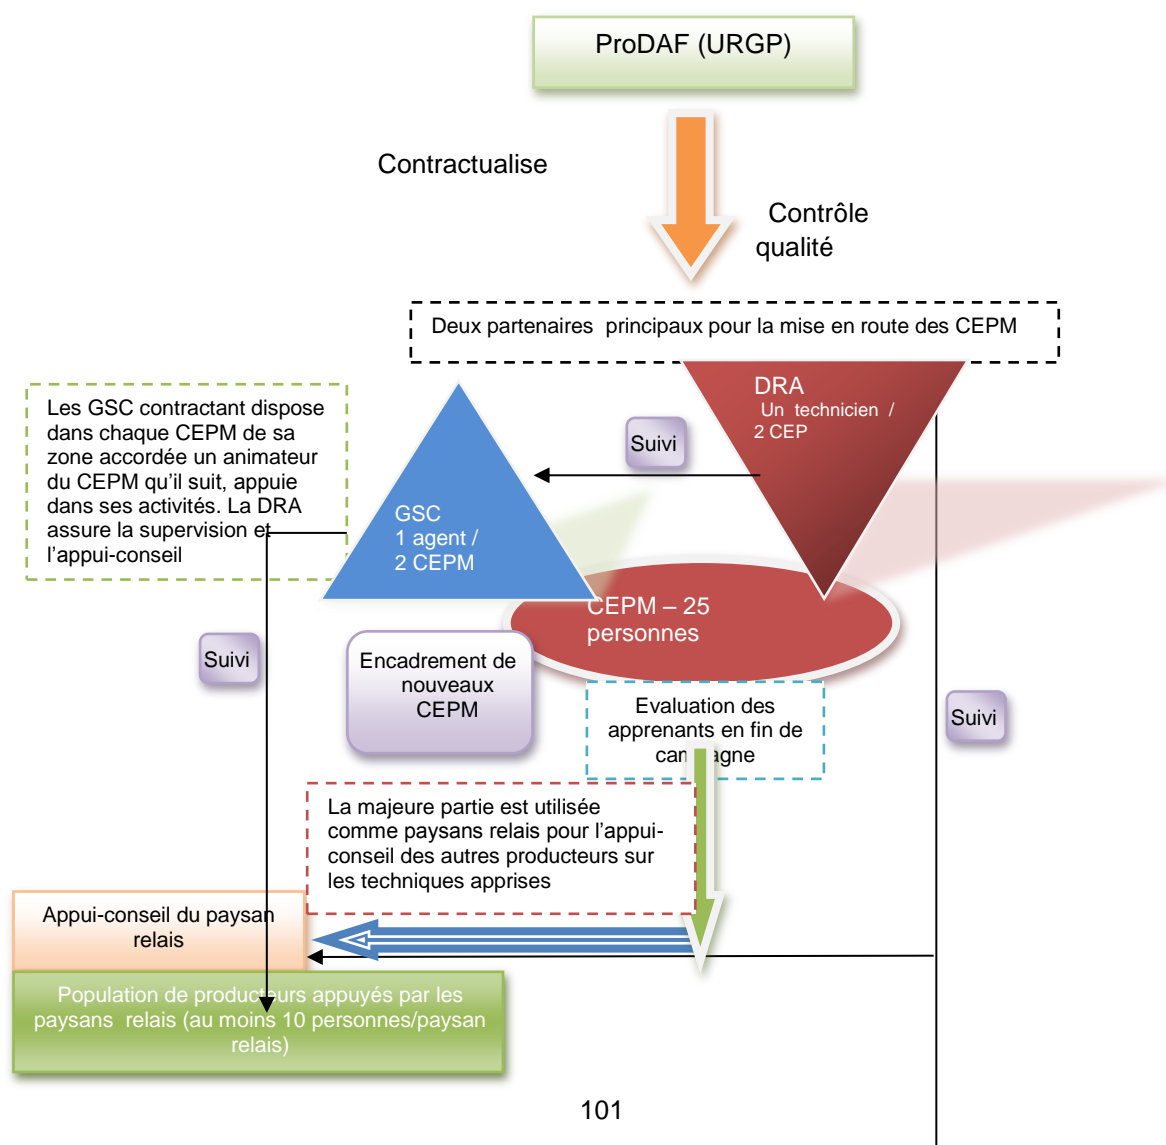 ProDAF (URGP)
Contractualise
Contrôle
qualité
Deux partenaires principaux pour la mise en route des CEPM
DRA
Un technicien /
2 CEP
Suivi
Les GSC contractant dispose
dans chaque CEPM de sa
zone accordée un animateur
du CEPM qu'il suit, appuie
dans ses activités. La DRA
assure la supervision et
l'appui-conseil
GSC
1 agent /
2 CEPM
CEPM – 25
personnes
Suivi
Encadrement de
nouveaux
CEPM
Evaluation des
apprenants en fin de
campagne
Suivi
La majeure partie est utilisée
comme paysans relais pour l'appui-
conseil des autres producteurs sur
les techniques apprises
Appui-conseil du paysan
relais
Population de producteurs appuyés par les
paysans relais (au moins 10 personnes/paysan
relais)
101